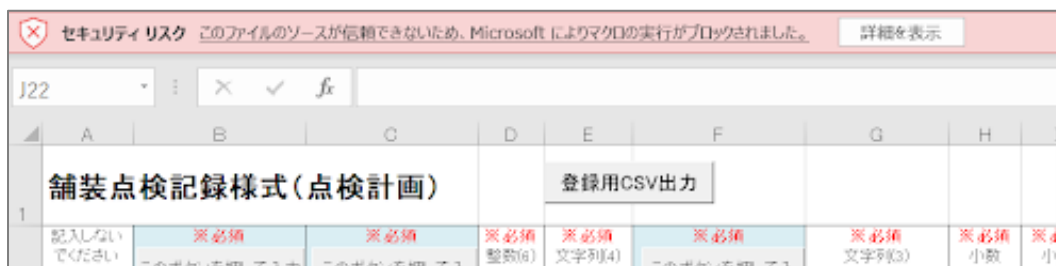 セキュリティ リスク このファイルのソースが信頼できないため、Microsoft によりマクロの実行がブロックされました。 詳細を表示
J22 fx
A B C D E F G H
1 舗装点検記録様式(点検計画) 登録用CSV出力
記入しない ※必須 ※必須 ※必須 ※必須 ※必須 ※必須 ※必須
でください 整数(6) 文字列(4) 文字列(3) 小数